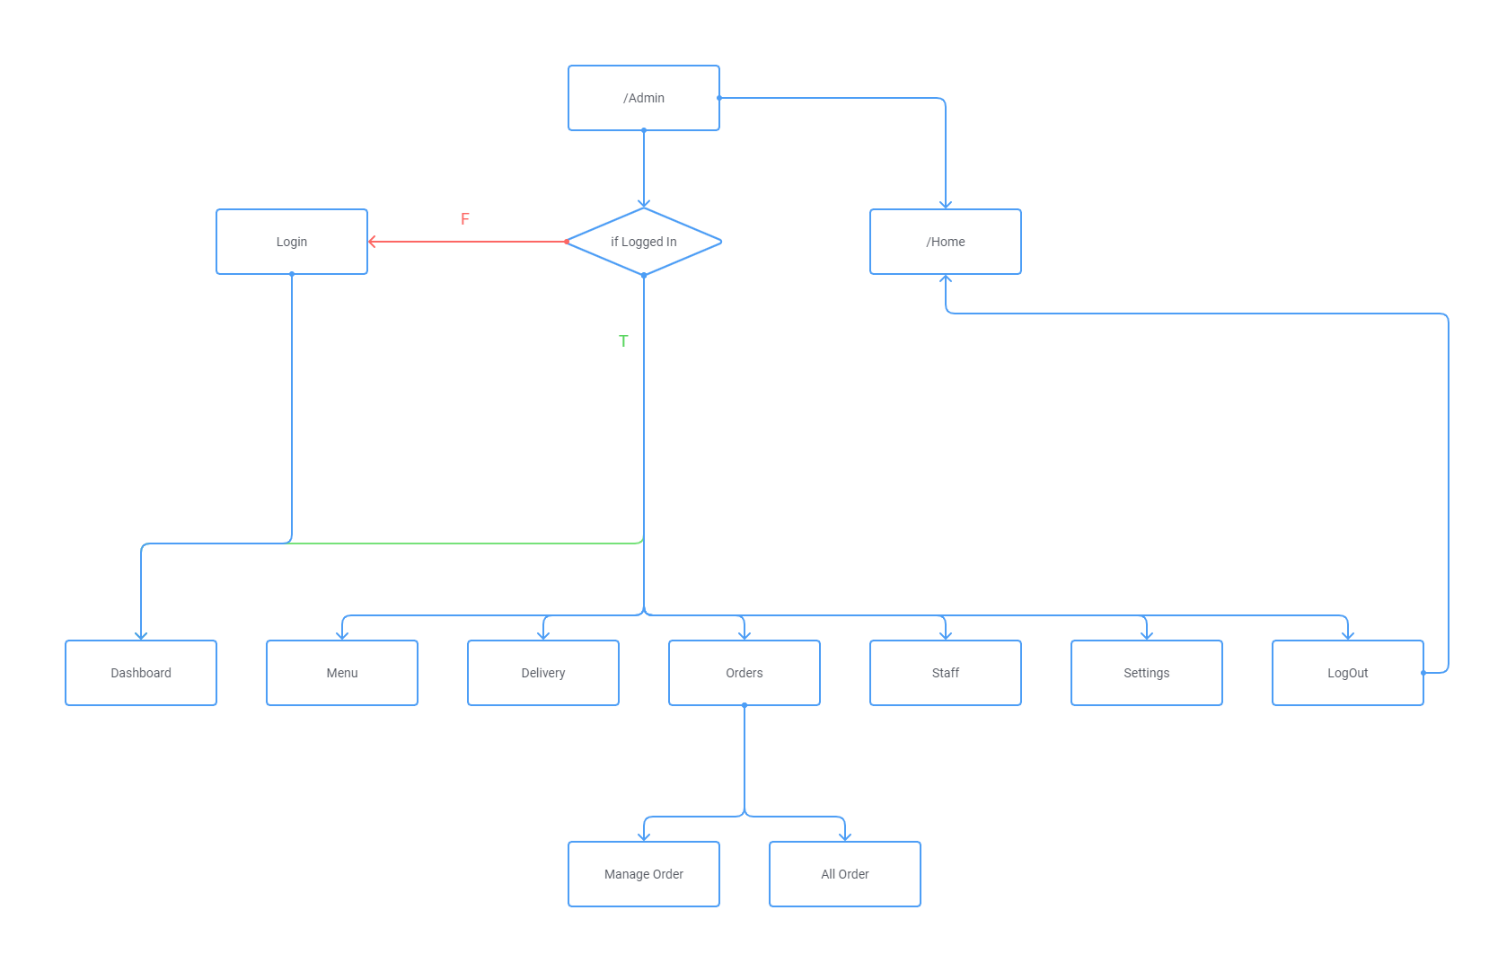 /Admin
F
Login
if Logged In
/Home
T
Dashboard
Menu
Delivery
Orders
Staff
Settings
LogOut
Manage Order
All Order